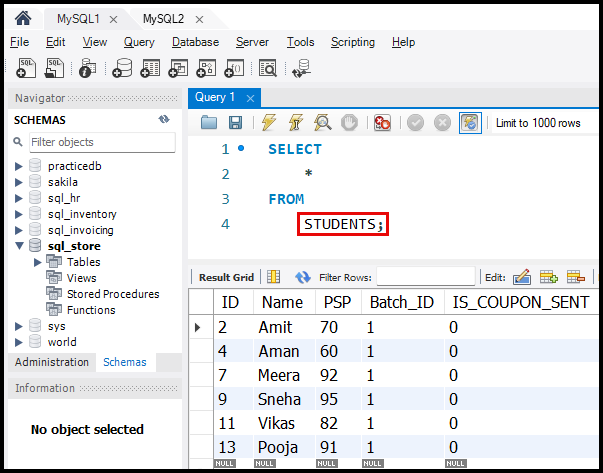 MySQL1 MySQL2 ×
File Edit View Query Database Server Tools Scripting Help
Navigator
SCHEMAS
Filter objects
practicedb
sakila
sql_hr
sql_inventory
sql_invoicing
sql_store
Tables
Views
Stored Procedures
Functions
sys
world
Administration Schemas
Information
No object selected
Query 1 ×
Limit to 1000 rows
1 SELECT
2 *
3 FROM
4 STUDENTS;
Result Grid Filter Rows: Edit:
ID Name PSP Batch_ID IS_COUPON_SENT
2 Amit 70 1 0
4 Aman 60 1 0
7 Meera 92 1 0
9 Sneha 95 1 0
11 Vikas 82 1 0
13 Pooja 91 1 0
NULL NULL NULL NULL NULL